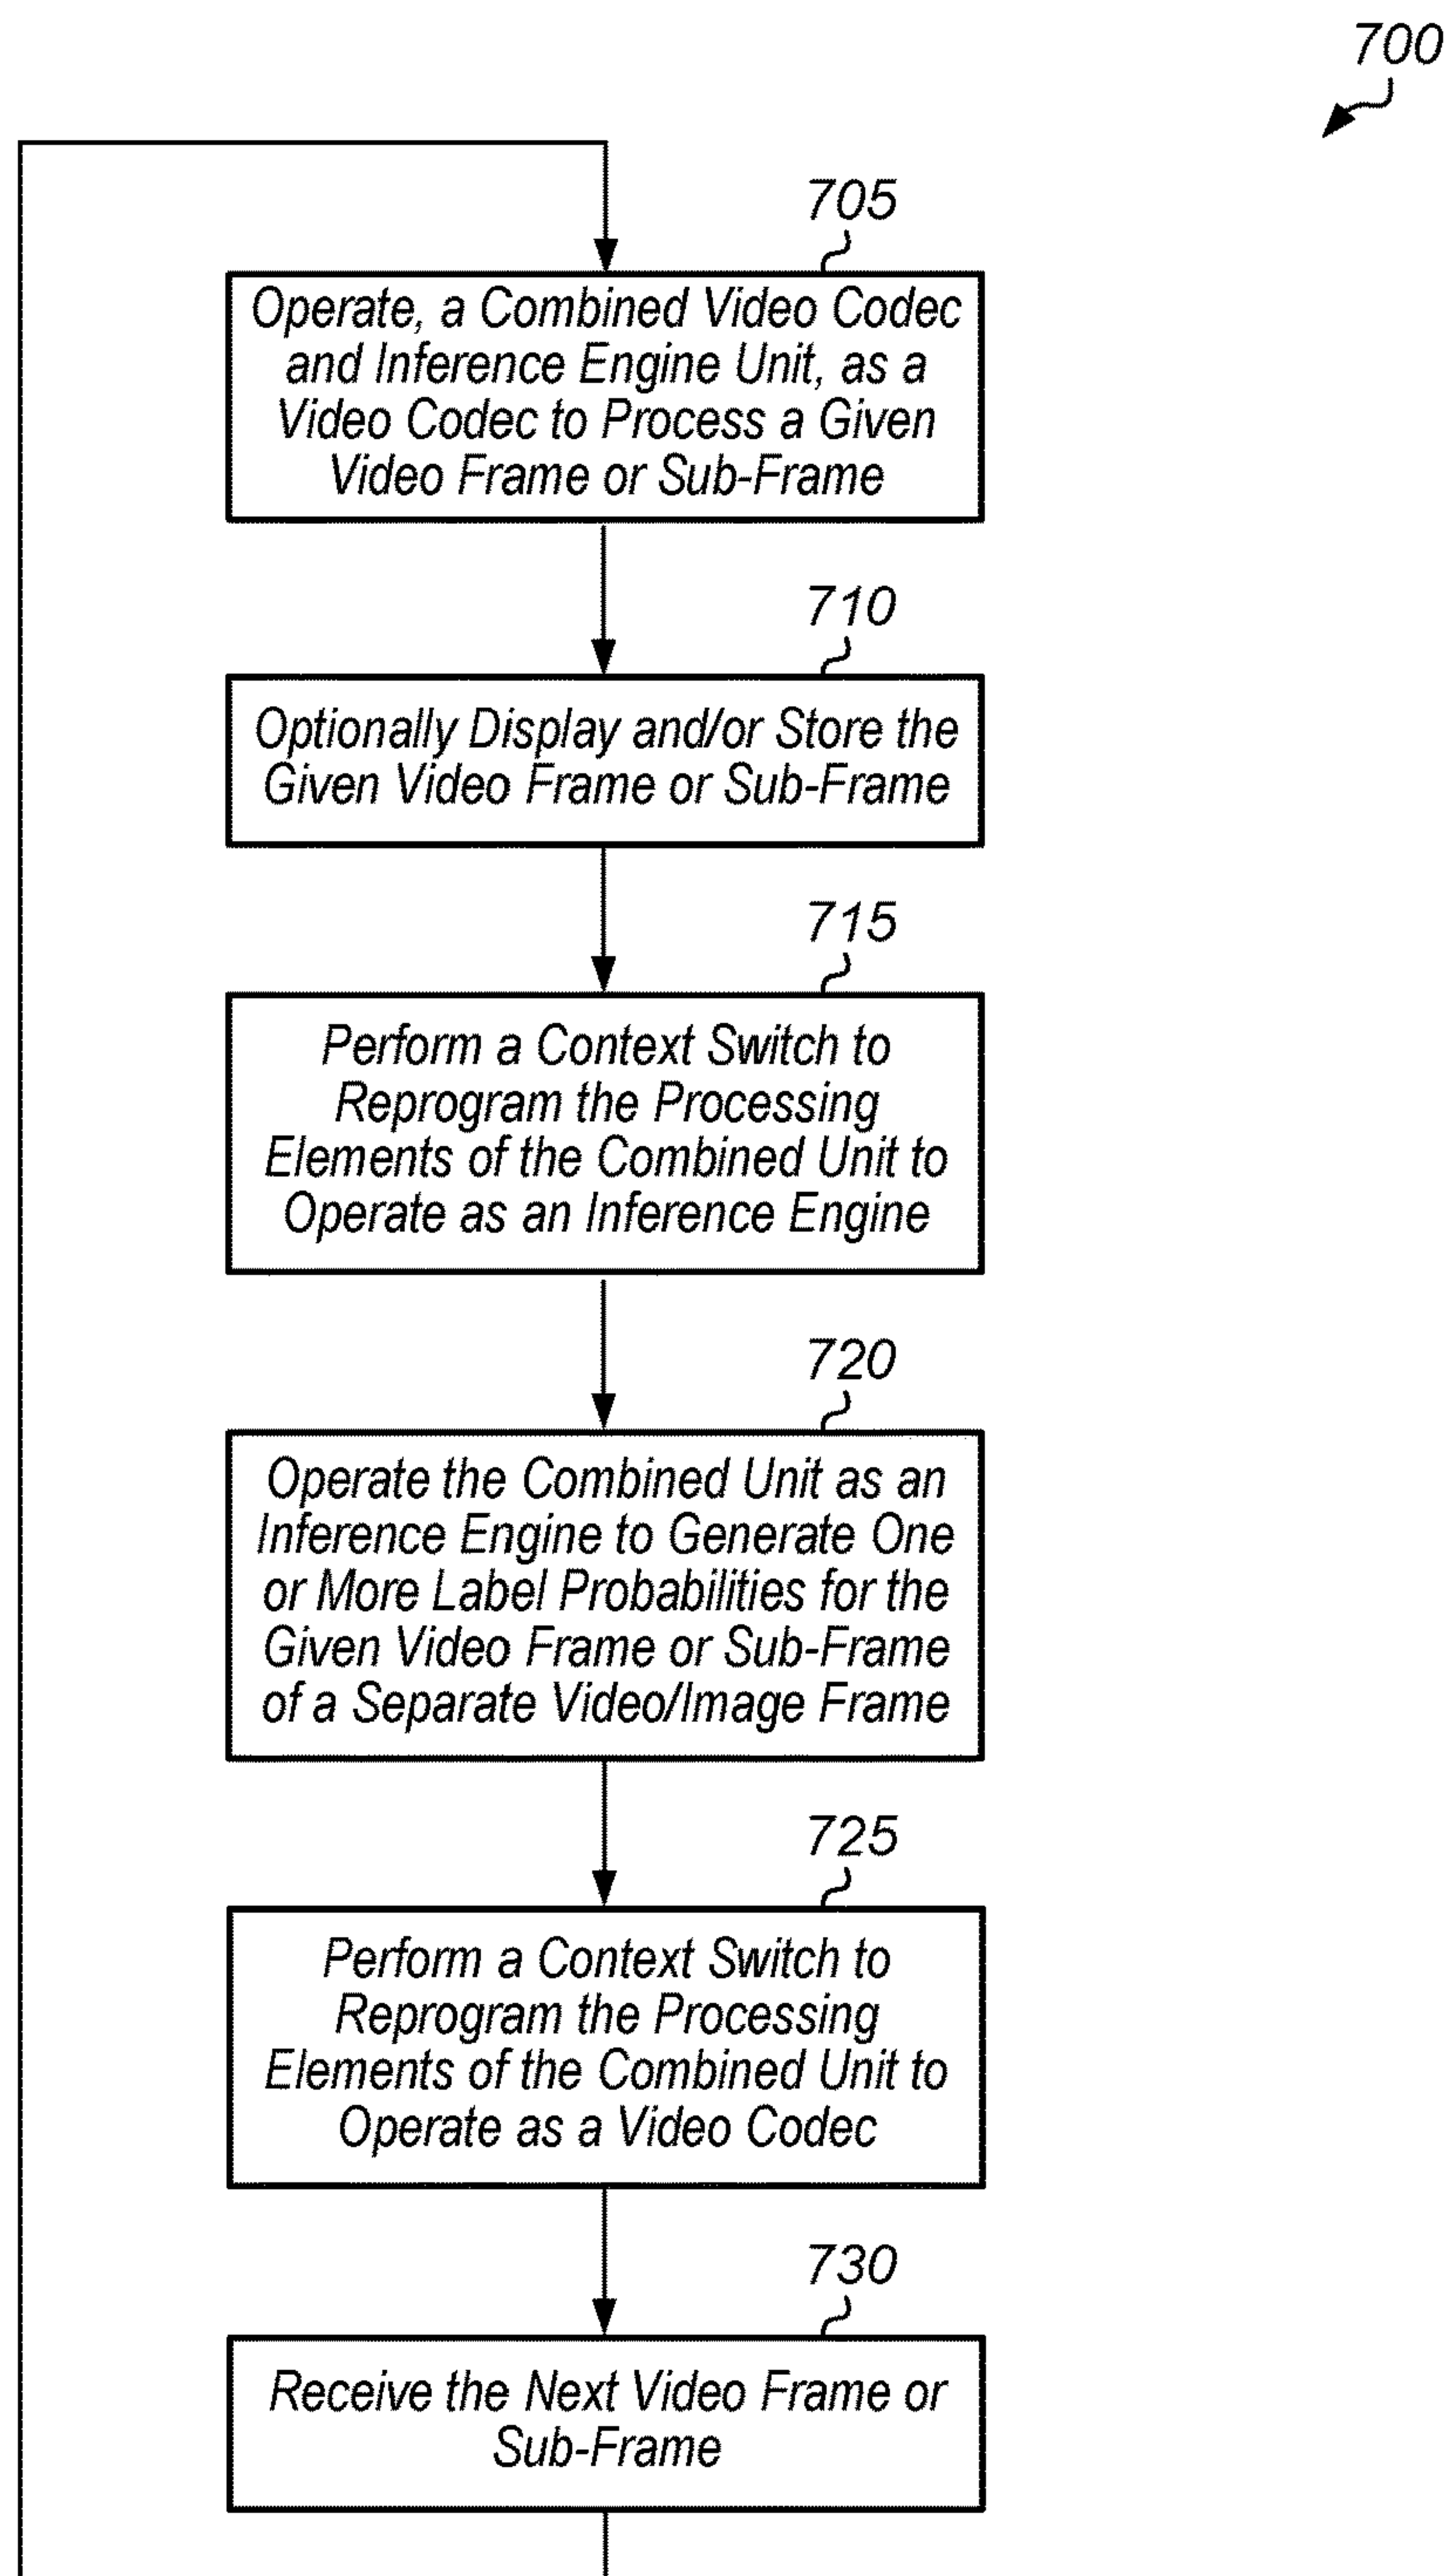 700
705
Operate, a Combined Video Codec
and Inference Engine Unit, as a
Video Codec to Process a Given
Video Frame or Sub-Frame
710
Optionally Display and/or Store the
Given Video Frame or Sub-Frame
715
Perform a Context Switch to
Reprogram the Processing
Elements of the Combined Unit to
Operate as an Inference Engine
720
Operate the Combined Unit as an
Inference Engine to Generate One
or More Label Probabilities for the
Given Video Frame or Sub-Frame
of a Separate Video/Image Frame
725
Perform a Context Switch to
Reprogram the Processing
Elements of the Combined Unit to
Operate as a Video Codec
730
Receive the Next Video Frame or
Sub-Frame